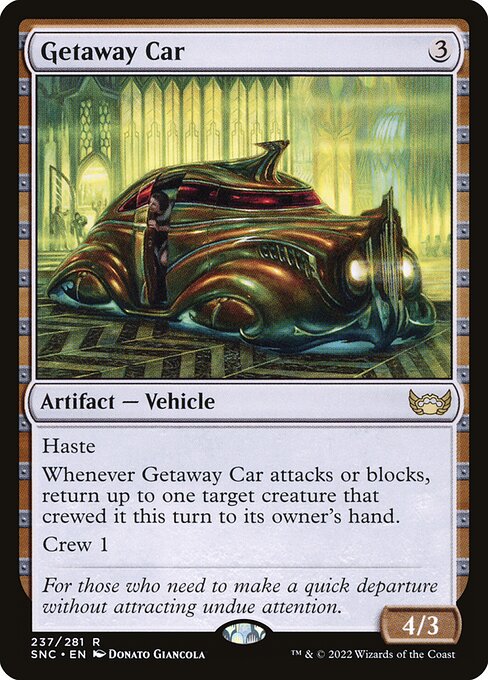 Getaway Car 3
Artifact — Vehicle
Haste
Whenever Getaway Car attacks or blocks,
return up to one target creature that
crewed it this turn to its owner's hand.
Crew 1
For those who need to make a quick departure
without attracting undue attention.
4/3
237/281 R
SNC • EN Donato Giancola
™ & © 2022 Wizards of the Coast